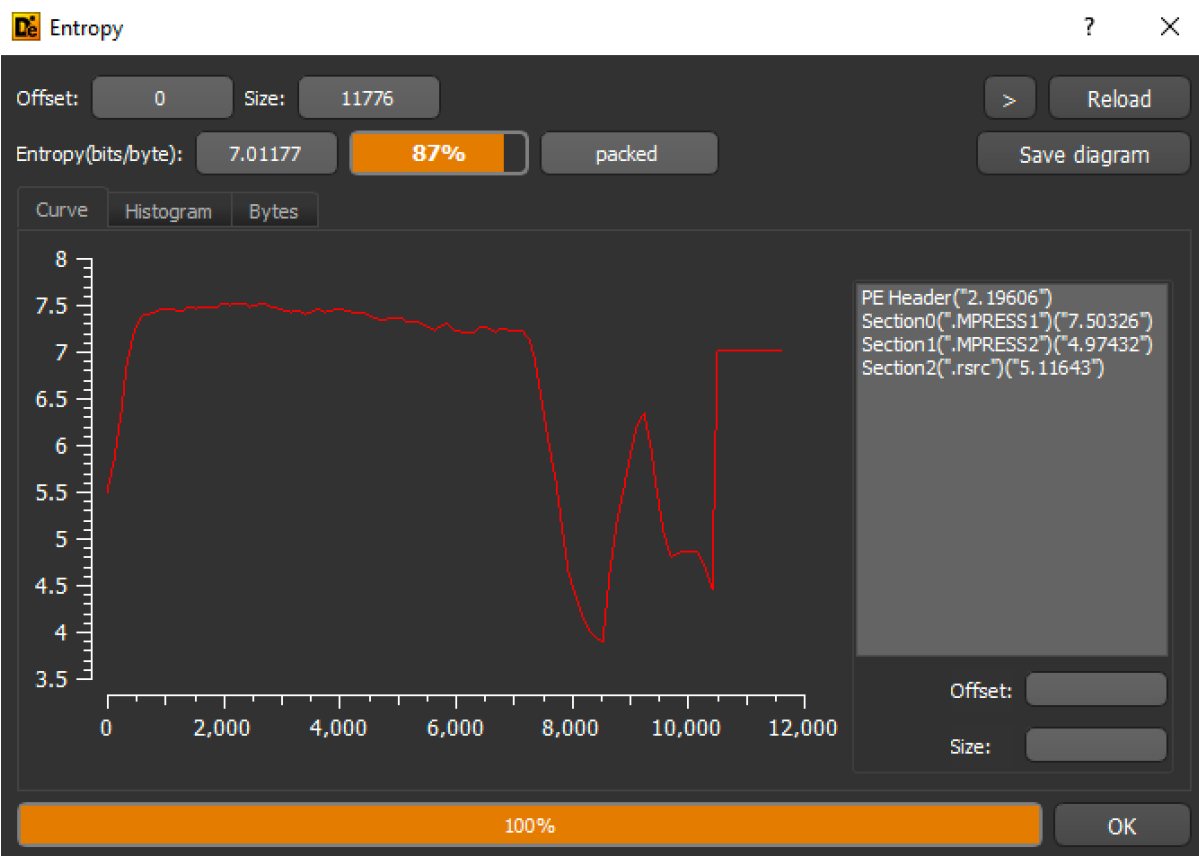 De Entropy ? ×
Offset: 0 Size: 11776 > Reload
Entropy(bits/byte): 7.01177 87% packed Save diagram
Curve Histogram Bytes
8
7.5
7
6.5
6
5.5
5
4.5
4
3.5
0 2,000 4,000 6,000 8,000 10,000 12,000
PE Header("2.19606")
Section0(".MPRESS1")("7.50326")
Section1(".MPRESS2")("4.97432")
Section2(".rsrc")("5.11643")
Offset:
Size:
100% OK